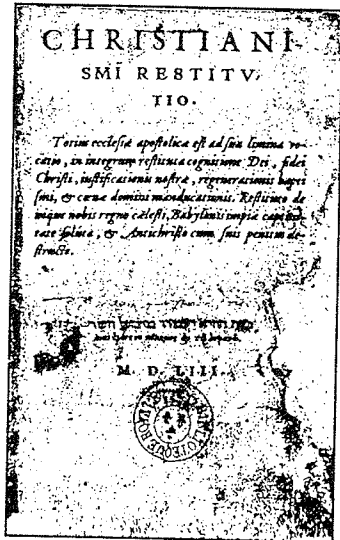 CHRISTIANI-
SMI RESTITV-
TIO.
Totius ecclesiæ apostolicæ est ad sua limina vo-
catio, in integrum restituta cognitione Dei, fidei
Christi, iustificationis nostræ, regenerationis bapti
smi, & cœnæ domini manducationis. Restituto de
nique nobis regno cælesti, Babylonis impiæ captiui
tate soluta, & Antichristo cum suis penitus de-
structo.
M. D. LIII.